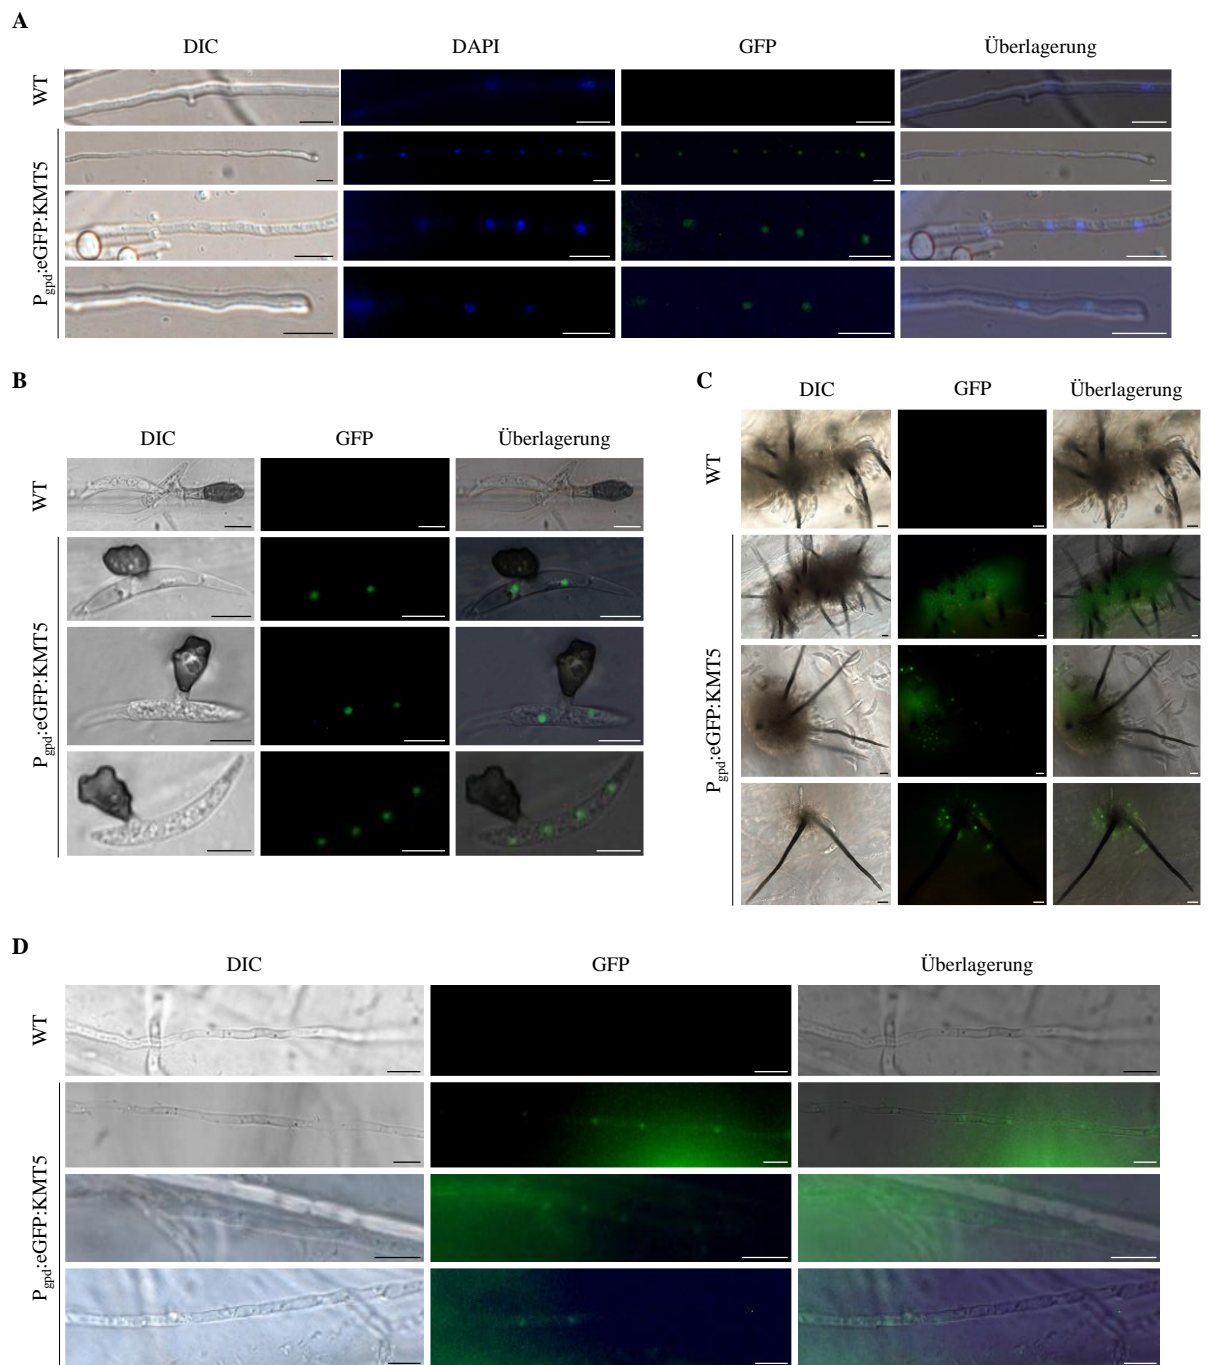 A
DIC DAPI GFP Überlagerung
WT
Pgpd:eGFP:KMT5
B
DIC GFP Überlagerung
WT
Pgpd:eGFP:KMT5
C
DIC GFP Überlagerung
WT
Pgpd:eGFP:KMT5
D
DIC GFP Überlagerung
WT
Pgpd:eGFP:KMT5